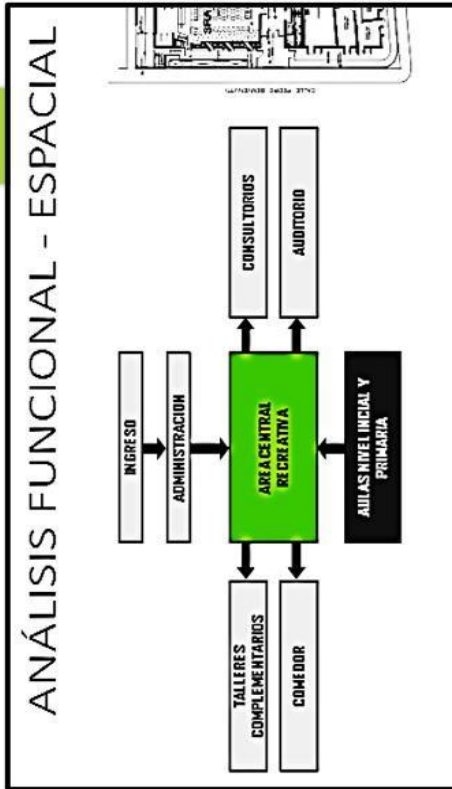 ANÁLISIS FUNCIONAL - ESPACIAL
INGRESO
ADMINISTRACION
TALLERES
COMPLEMENTARIOS
COMEDOR
AREA CENTRAL
RECREATIVA
CONSULTORIOS
AUDITORIO
AULAS NIVEL INCIAL Y
PRIMARIA